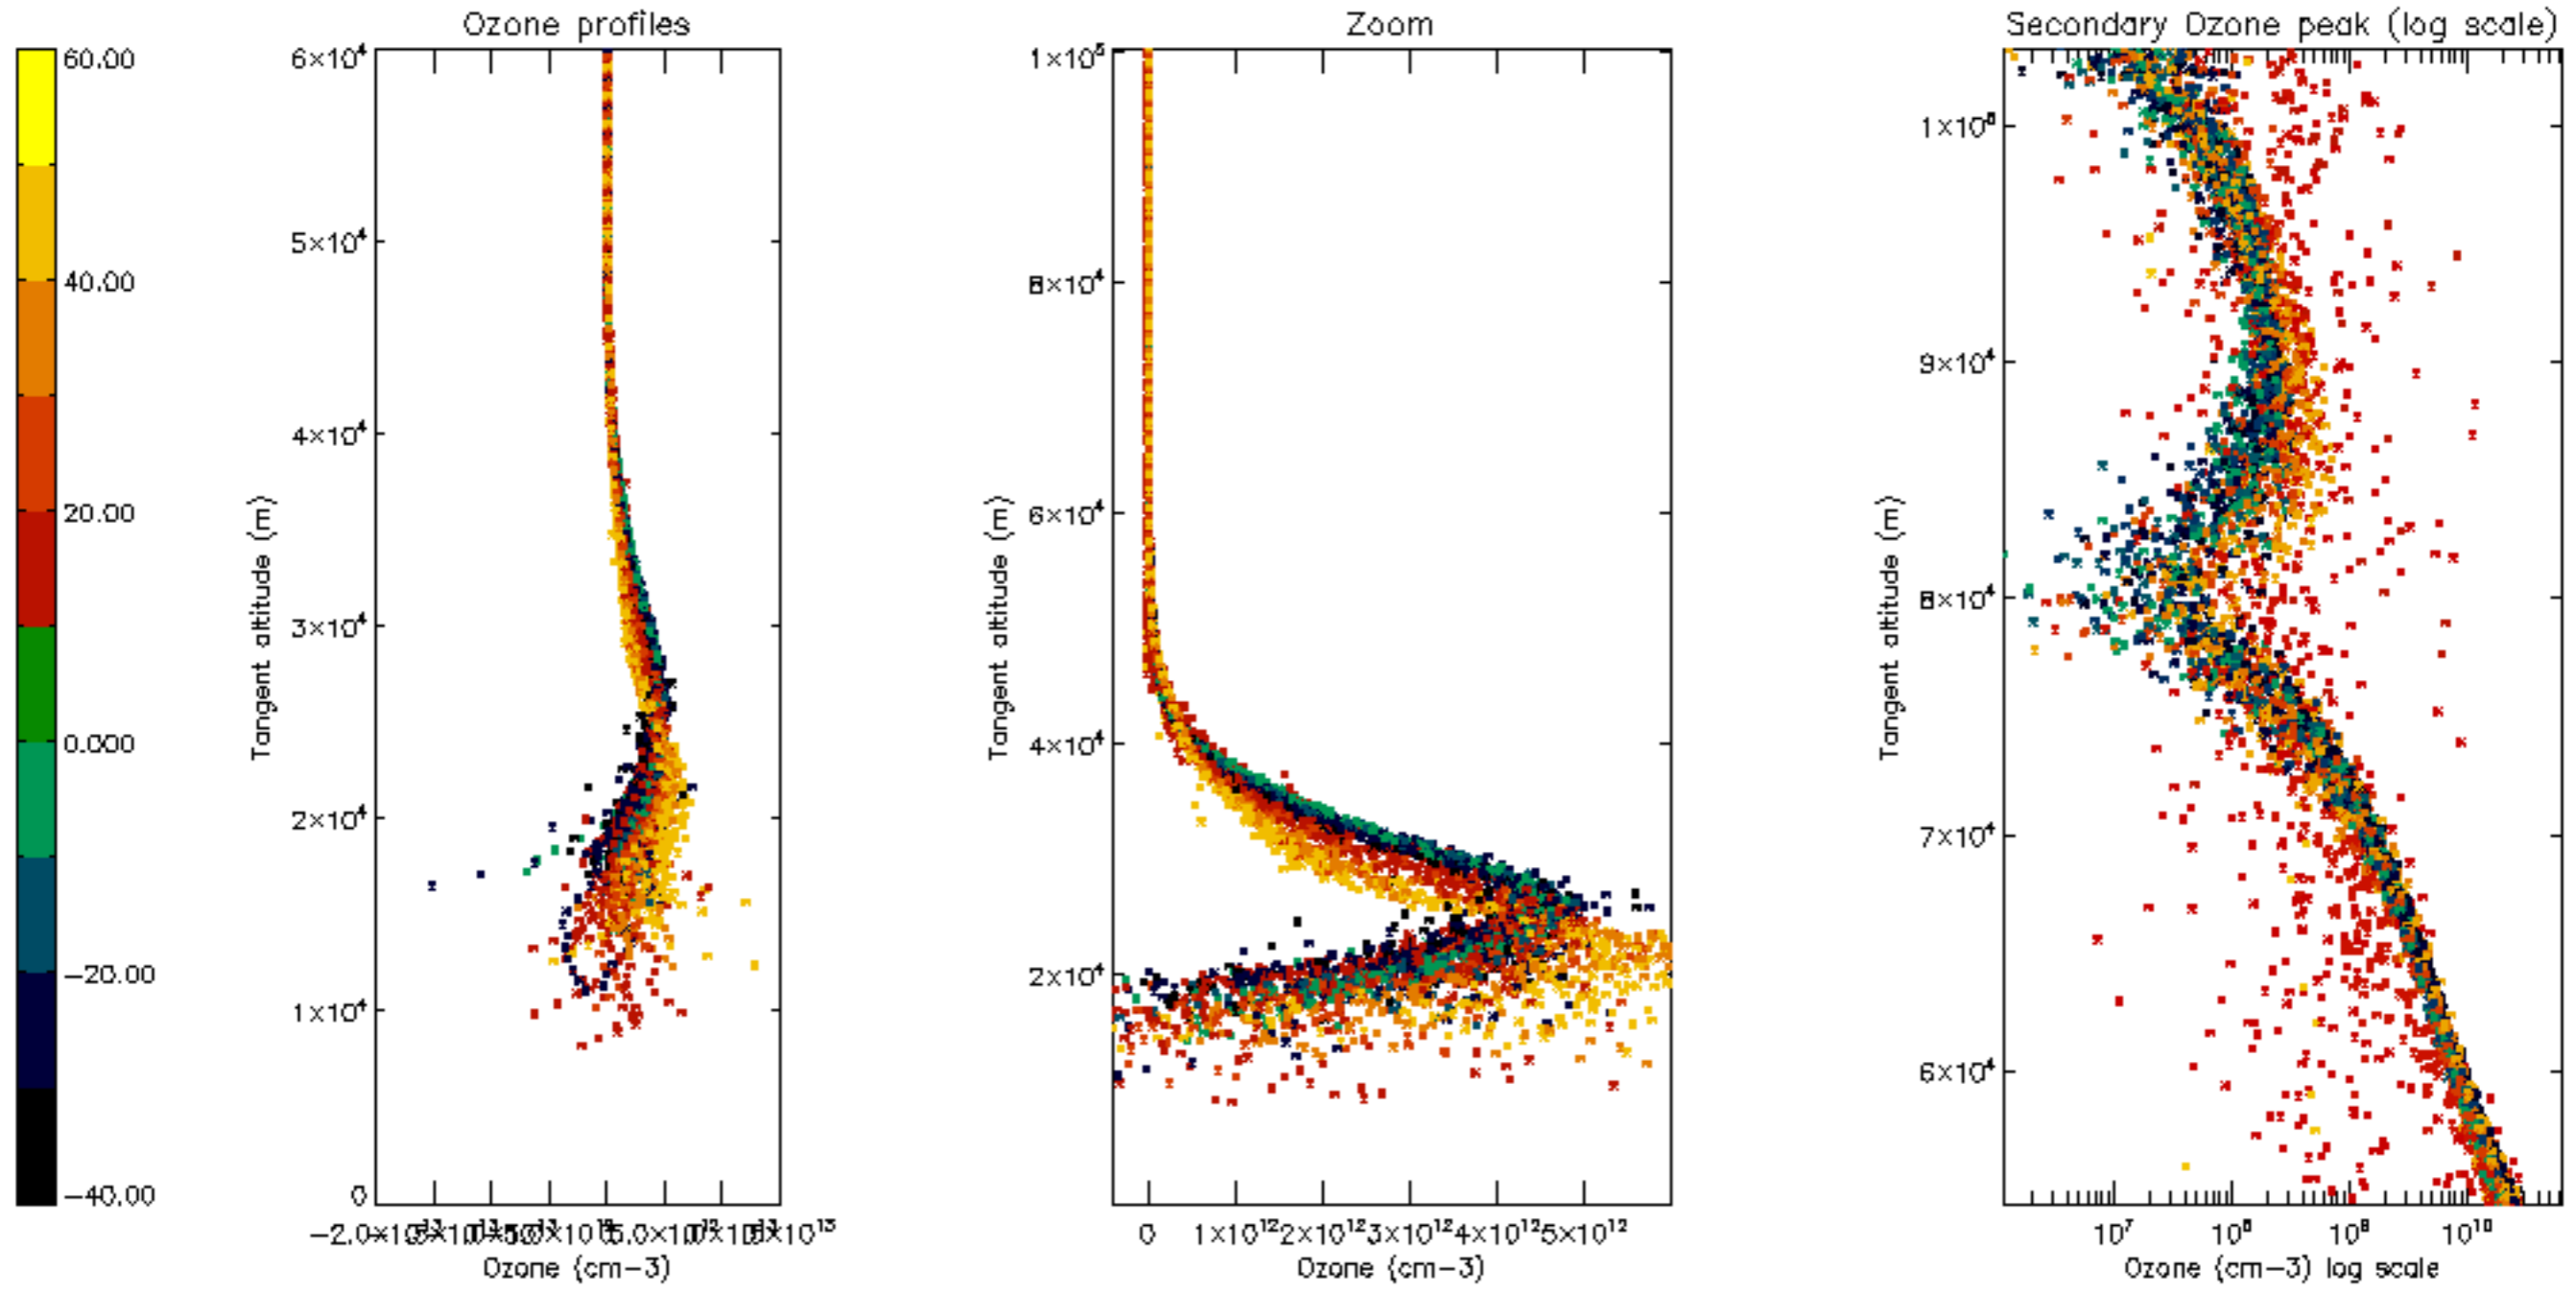 Ozone profiles
Zoom
Secondary Ozone peak (log scale)
60.00
40.00
20.00
0.000
−20.00
−40.00
6×10⁴
5×10⁴
4×10⁴
3×10⁴
2×10⁴
1×10⁴
0
Tangent altitude (m)
Ozone (cm−3)
1×10⁵
8×10⁴
6×10⁴
4×10⁴
2×10⁴
Tangent altitude (m)
0 1×10¹² 2×10¹² 3×10¹² 4×10¹² 5×10¹²
Ozone (cm−3)
9×10⁴
8×10⁴
7×10⁴
6×10⁴
Tangent altitude (m)
10⁷ 10⁸ 10⁹ 10¹⁰
Ozone (cm−3) log scale